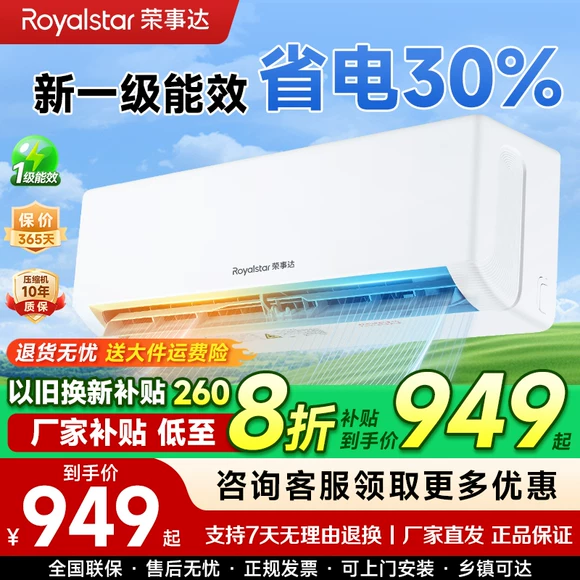 Royalstar 荣事达
新一级能效 省电30%
1级能效
保价
365天
压缩机
10年
质保
Royalstar 荣事达
退货无忧 送大件运费险
以旧换新补贴 260
厂家补贴 低至
8折
补贴
到手价
949起
到手价
¥949起
咨询客服领取更多优惠
支持7天无理由退换 | 厂家直发 正品保证
全国联保 · 售后无忧 · 正规发票 · 可上门安装 · 乡镇可达